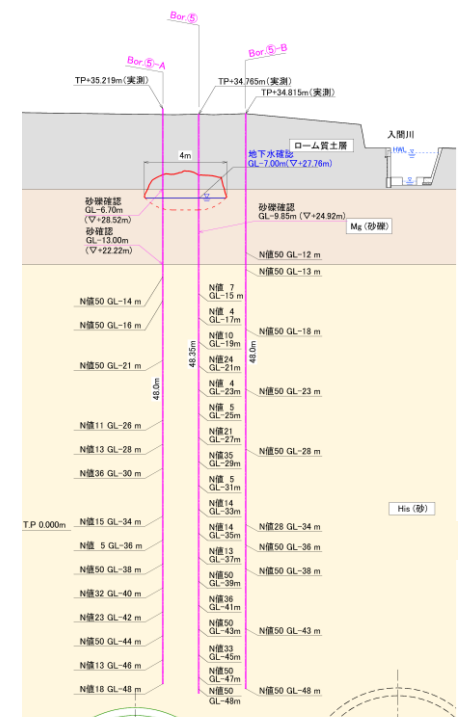 Bor.⑤
Bor.⑤-A
Bor.⑤-B
TP+35.219m(実測)
TP+34.765m(実測)
TP+34.815m(実測)
入間川
HWL
ローム質土層
4m
地下水確認
GL-7.00m(▽+27.76m)
砂礫確認
GL-6.70m
(▽+28.52m)
砂礫確認
GL-9.85m(▽+24.92m)
Mg(砂礫)
砂確認
GL-13.00m
(▽+22.22m)
N値50 GL-12 m
N値50 GL-13 m
N値50 GL-14 m
N値 7
GL-15 m
N値50 GL-16 m
N値 4
GL-17m
N値50 GL-18 m
N値10
GL-19m
48.0m
48.35m
48.0m
N値50 GL-21 m
N値24
GL-21m
N値 4
GL-23m
N値50 GL-23 m
N値 5
GL-25m
N値11 GL-26 m
N値21
GL-27m
N値13 GL-28 m
N値50 GL-28 m
N値35
GL-29m
N値36 GL-30 m
N値 5
GL-31m
N値14
GL-33m
His(砂)
T.P 0.000m
N値15 GL-34 m
N値28 GL-34 m
N値14
GL-35m
N値 5 GL-36 m
N値50 GL-36 m
N値13
GL-37m
N値50 GL-38 m
N値50 GL-38 m
N値50
GL-39m
N値32 GL-40 m
N値36
GL-41m
N値23 GL-42 m
N値50
GL-43m
N値50 GL-43 m
N値50 GL-44 m
N値33
GL-45m
N値13 GL-46 m
N値50
GL-47m
N値18 GL-48 m
N値50
GL-48m
N値50 GL-48 m